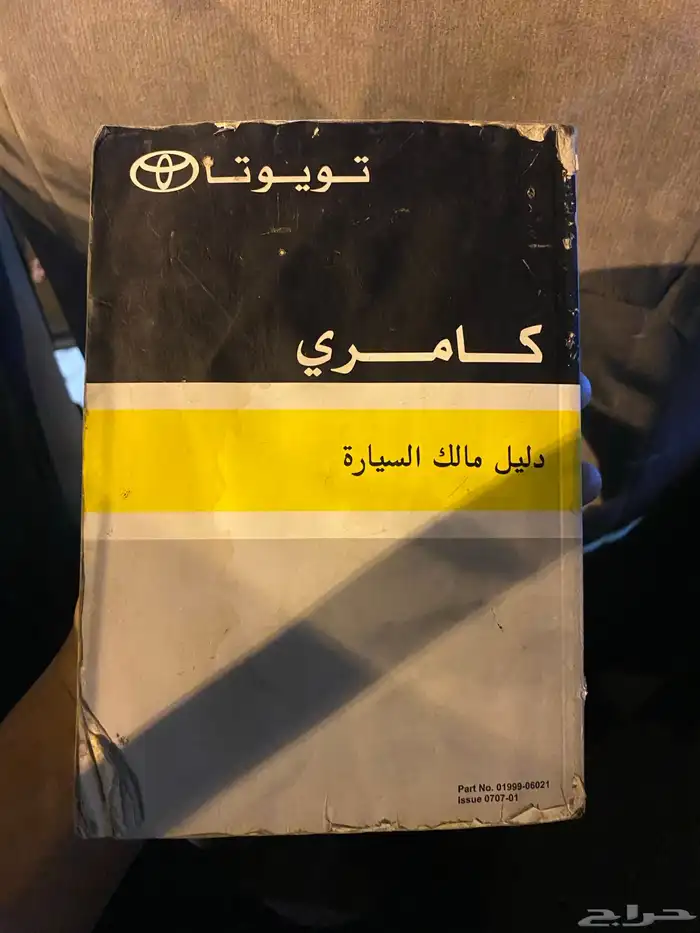 تويوتا
كامري
دليل مالك السيارة
Part No. 01999-06021
Issue 0707-01
حراج